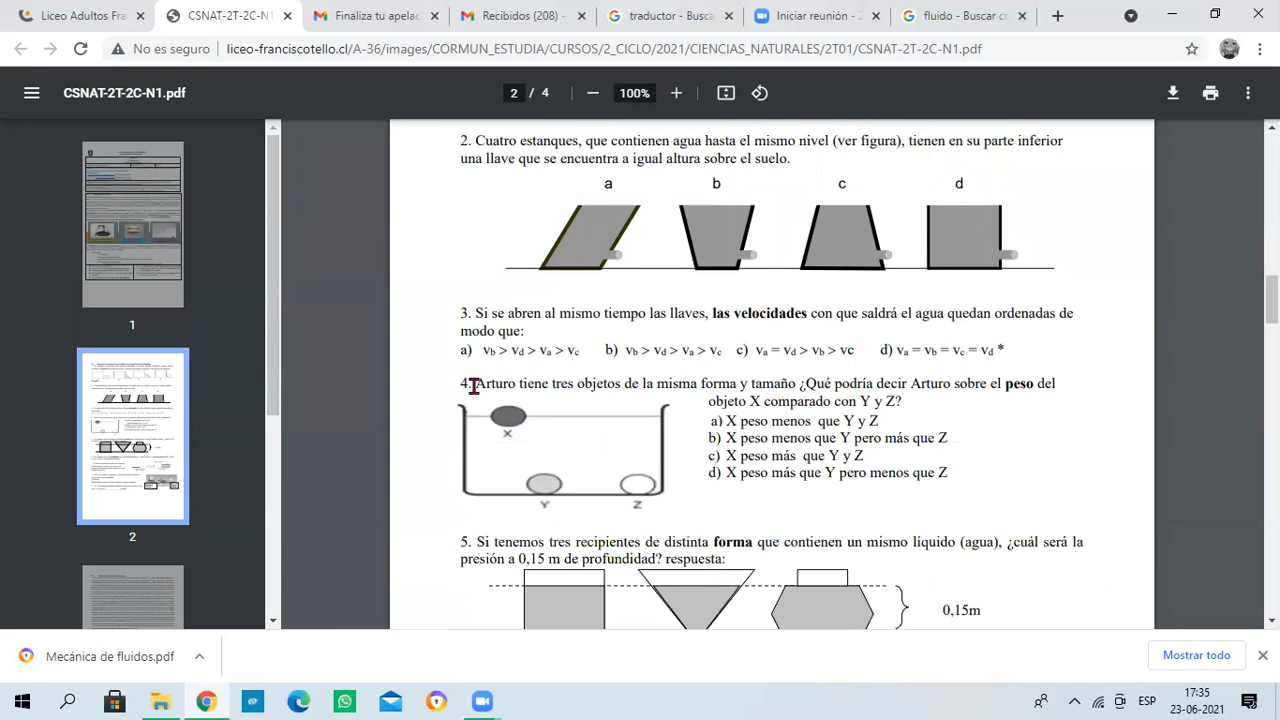 Liceo Adultos Fra
CSNAT-2T-2C-N1
Finaliza tu apelac
Recibidos (208) -
traductor - Busca
Iniciar reunión - Z
fluido - Buscar co
No es seguro
liceo-franciscotello.cl/A-36/images/CORMUN_ESTUDIA/CURSOS/2_CICLO/2021/CIENCIAS_NATURALES/2T01/CSNAT-2T-2C-N1.pdf
CSNAT-2T-2C-N1.pdf
2 / 4
100%
2. Cuatro estanques, que contienen agua hasta el mismo nivel (ver figura), tienen en su parte inferior
una llave que se encuentra a igual altura sobre el suelo.
a b c d
3. Si se abren al mismo tiempo las llaves, las velocidades con que saldrá el agua quedan ordenadas de
modo que:
a) vb > vd > va > vc b) vb > vd > va > vc c) va = vd > vb > vc d) va = vb = vc = vd *
4. Arturo tiene tres objetos de la misma forma y tamaño ¿Qué podría decir Arturo sobre el peso del
objeto X comparado con Y y Z?
a) X peso menos que Y y Z
b) X peso menos que Y pero más que Z
c) X peso más que Y y Z
d) X peso más que Y pero menos que Z
X
Y
Z
5. Si tenemos tres recipientes de distinta forma que contienen un mismo líquido (agua), ¿cuál será la
presión a 0,15 m de profundidad? respuesta:
0,15m
1
2
Mecánica de fluidos.pdf
Mostrar todo
ESP
17:35
23-06-2021